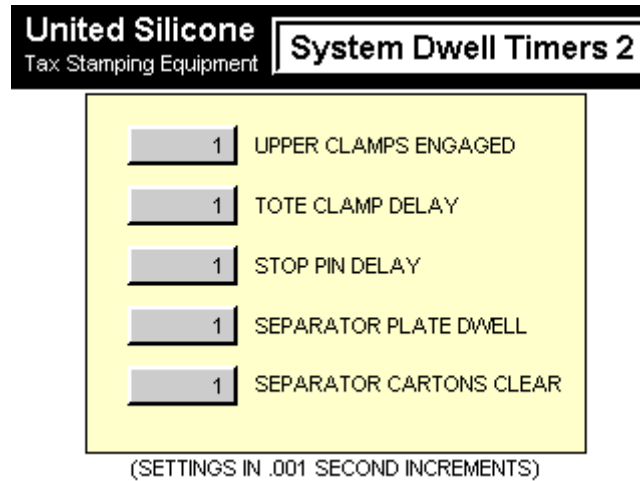 United Silicone
Tax Stamping Equipment
System Dwell Timers 2
1 UPPER CLAMPS ENGAGED
1 TOTE CLAMP DELAY
1 STOP PIN DELAY
1 SEPARATOR PLATE DWELL
1 SEPARATOR CARTONS CLEAR
(SETTINGS IN .001 SECOND INCREMENTS)